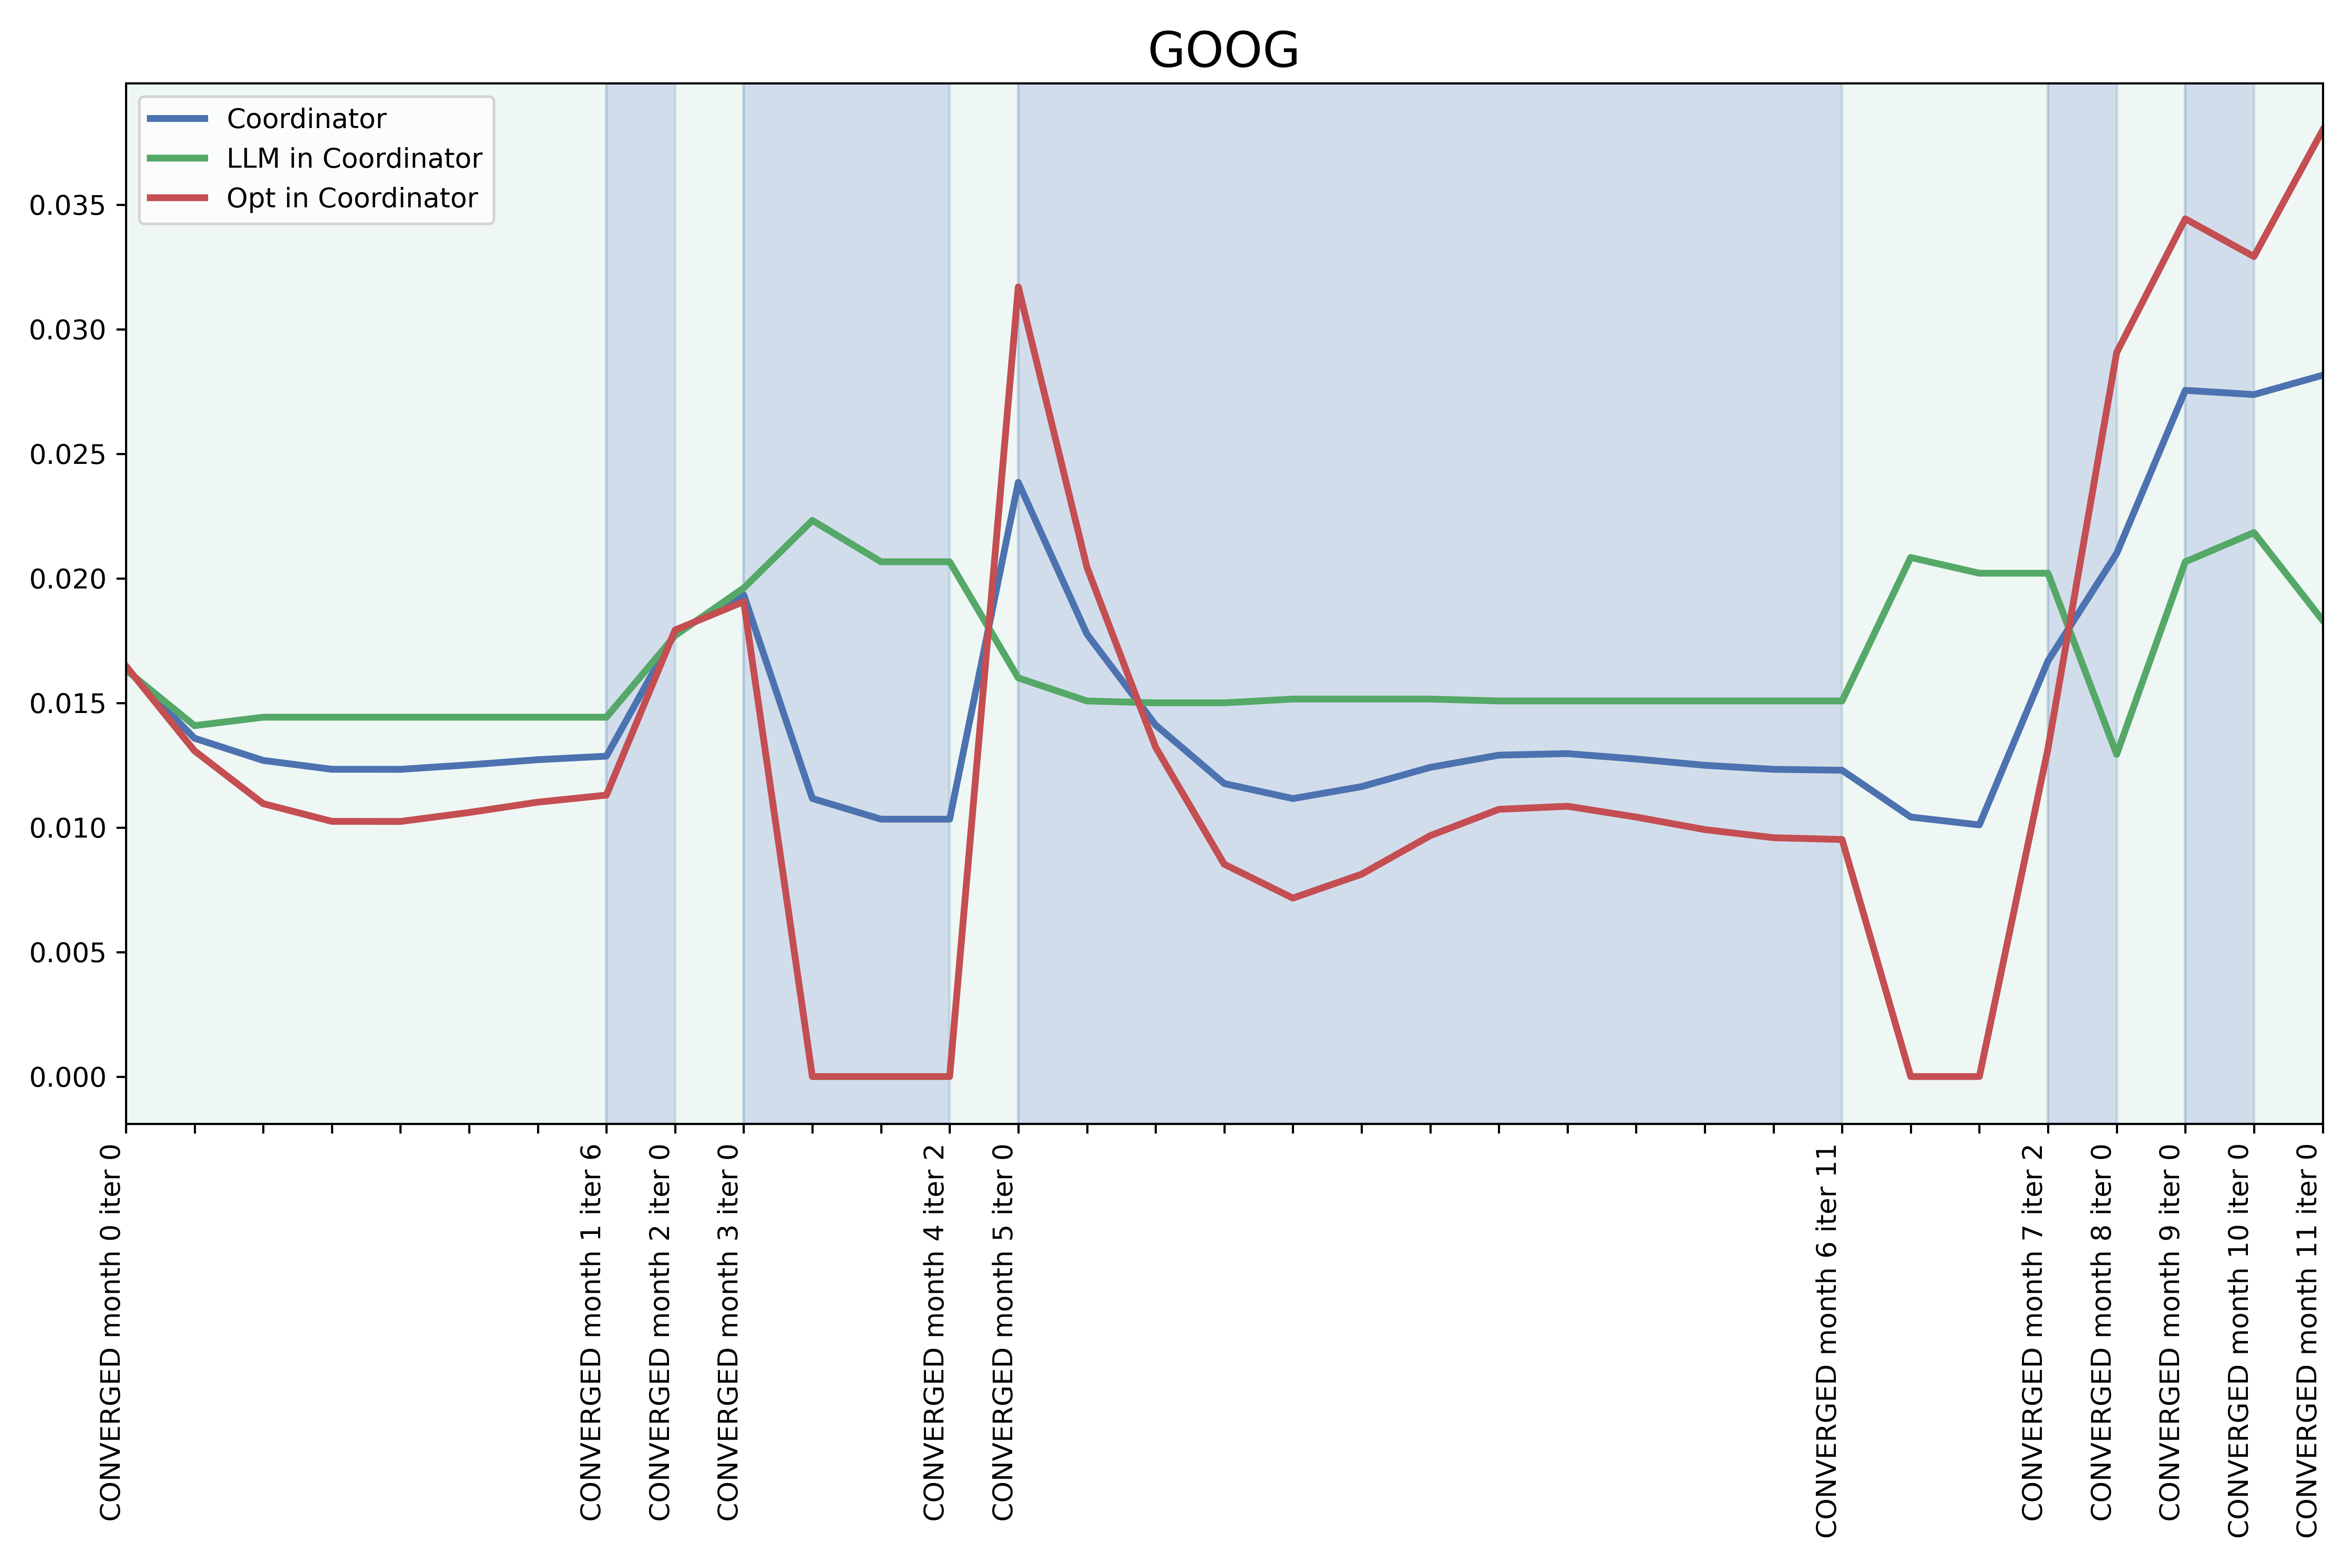 GOOG
Coordinator
LLM in Coordinator
Opt in Coordinator
0.035
0.030
0.025
0.020
0.015
0.010
0.005
0.000
CONVERGED month 0 iter 0
CONVERGED month 1 iter 6
CONVERGED month 2 iter 0
CONVERGED month 3 iter 0
CONVERGED month 4 iter 2
CONVERGED month 5 iter 0
CONVERGED month 6 iter 11
CONVERGED month 7 iter 2
CONVERGED month 8 iter 0
CONVERGED month 9 iter 0
CONVERGED month 10 iter 0
CONVERGED month 11 iter 0